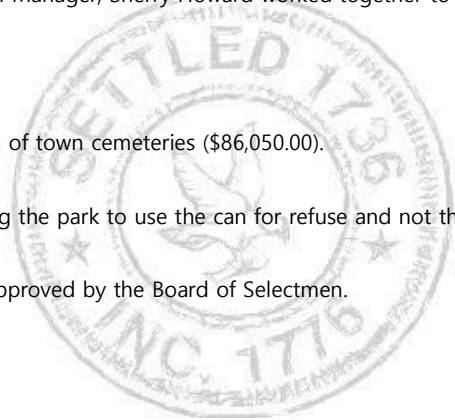 Manager, Sherry Howard worked together to
of town cemeteries ($86,050.00).
g the park to use the can for refuse and not th
pproved by the Board of Selectmen.
SETTLED 1736
INC. 1776